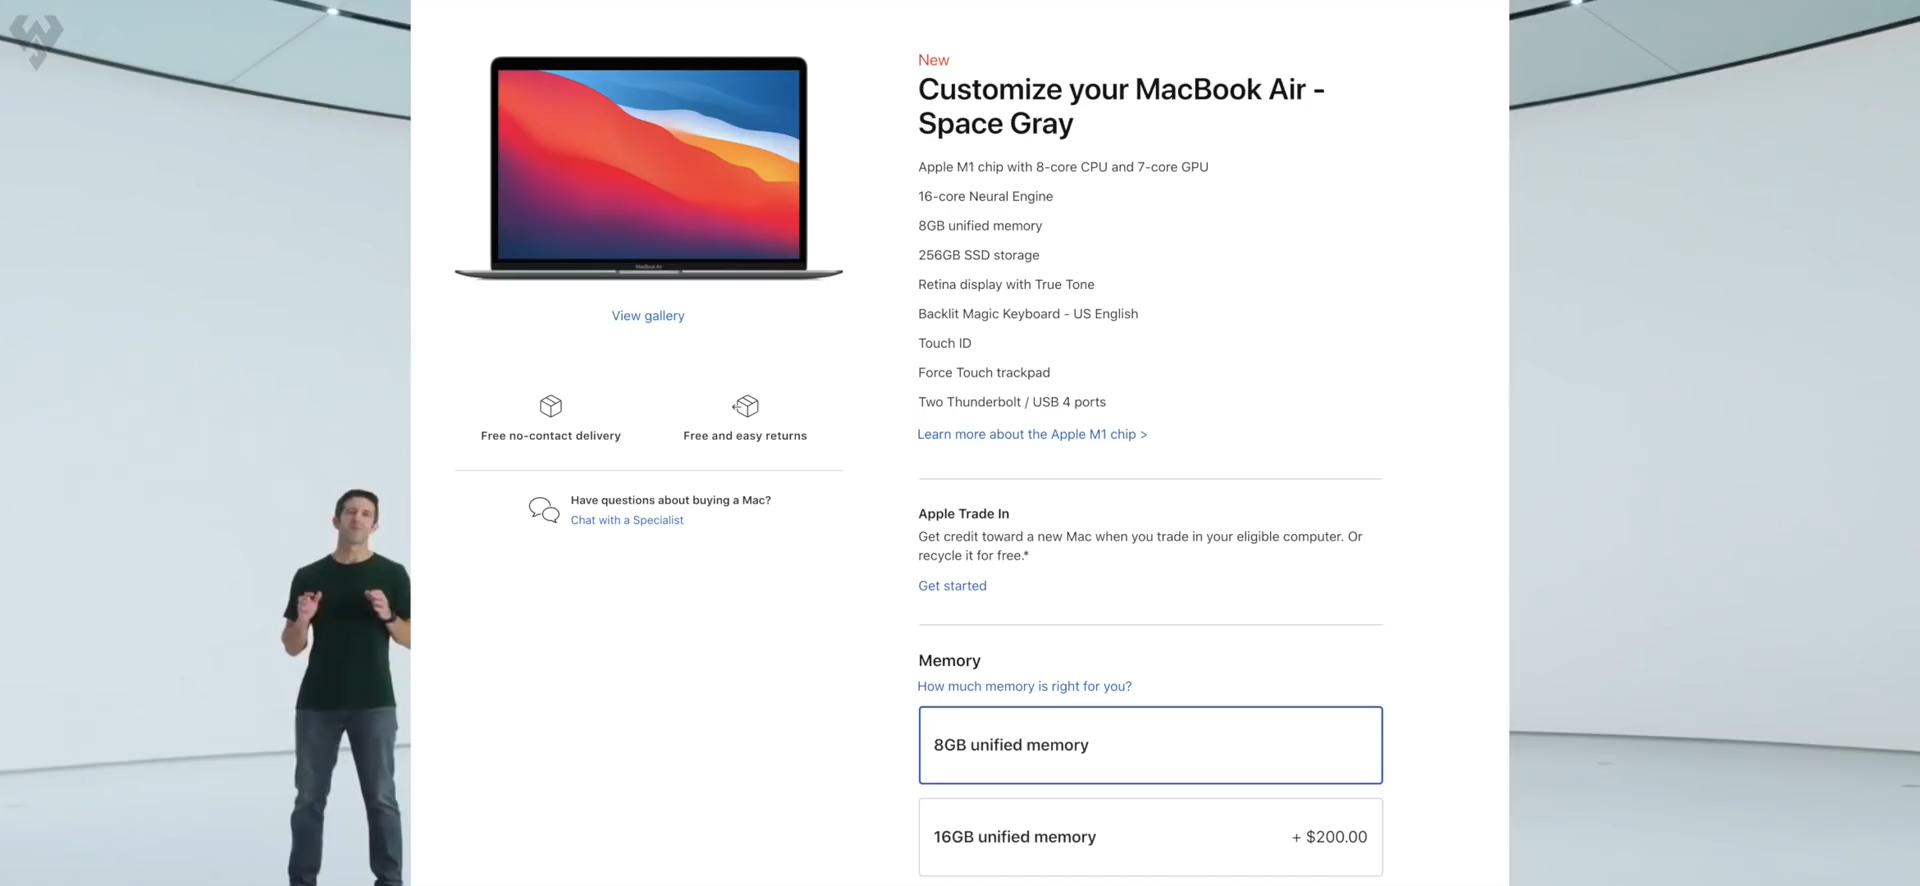 New
Customize your MacBook Air -
Space Gray
Apple M1 chip with 8-core CPU and 7-core GPU
16-core Neural Engine
8GB unified memory
256GB SSD storage
Retina display with True Tone
Backlit Magic Keyboard - US English
Touch ID
Force Touch trackpad
Two Thunderbolt / USB 4 ports
Learn more about the Apple M1 chip >
MacBook Air
View gallery
Free no-contact delivery
Free and easy returns
Have questions about buying a Mac?
Chat with a Specialist
Apple Trade In
Get credit toward a new Mac when you trade in your eligible computer. Or
recycle it for free.*
Get started
Memory
How much memory is right for you?
8GB unified memory
16GB unified memory + $200.00